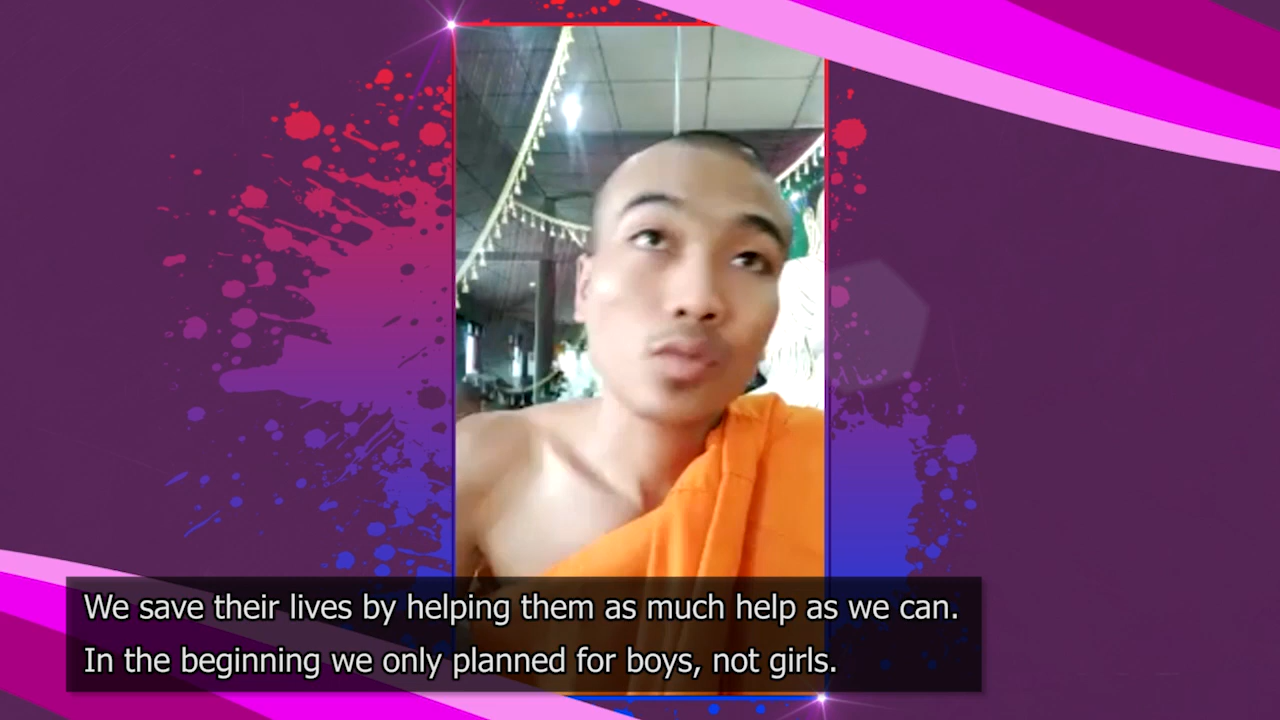 We save their lives by helping them as much help as we can.
In the beginning we only planned for boys, not girls.